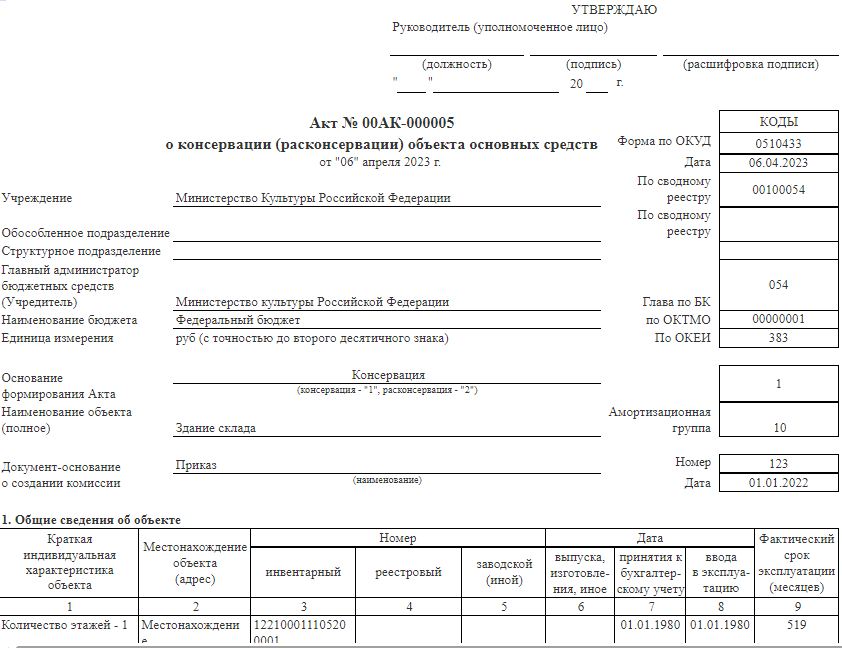 УТВЕРЖДАЮ
Руководитель (уполномоченное лицо)
(должность) (подпись) (расшифровка подписи)
" " 20 г.
Акт № 00АК-000005
о консервации (расконсервации) объекта основных средств
от "06" апреля 2023 г.
КОДЫ
Форма по ОКУД 0510433
Дата 06.04.2023
Учреждение Министерство Культуры Российской Федерации По сводному реестру 00100054
Обособленное подразделение По сводному реестру
Структурное подразделение
Главный администратор
бюджетных средств 054
(Учредитель) Министерство культуры Российской Федерации Глава по БК
Наименование бюджета Федеральный бюджет по ОКТМО 00000001
Единица измерения руб (с точностью до второго десятичного знака) По ОКЕИ 383
Основание Консервация 1
формирования Акта (консервация - "1", расконсервация - "2")
Наименование объекта Амортизационная
(полное) Здание склада группа 10
Документ-основание Приказ Номер 123
о создании комиссии (наименование) Дата 01.01.2022
1. Общие сведения об объекте
Краткая индивидуальная характеристика объекта
Местонахождение объекта (адрес)
Номер
инвентарный реестровый заводской (иной)
Дата
выпуска, изготовле-ния, иное
принятия к бухгалтер-скому учету
ввода в эксплуа-тацию
Фактический срок эксплуатации (месяцев)
1 2 3 4 5 6 7 8 9
Количество этажей - 1 Местонахождени 12210001110520 01.01.1980 01.01.1980 519
е 0001